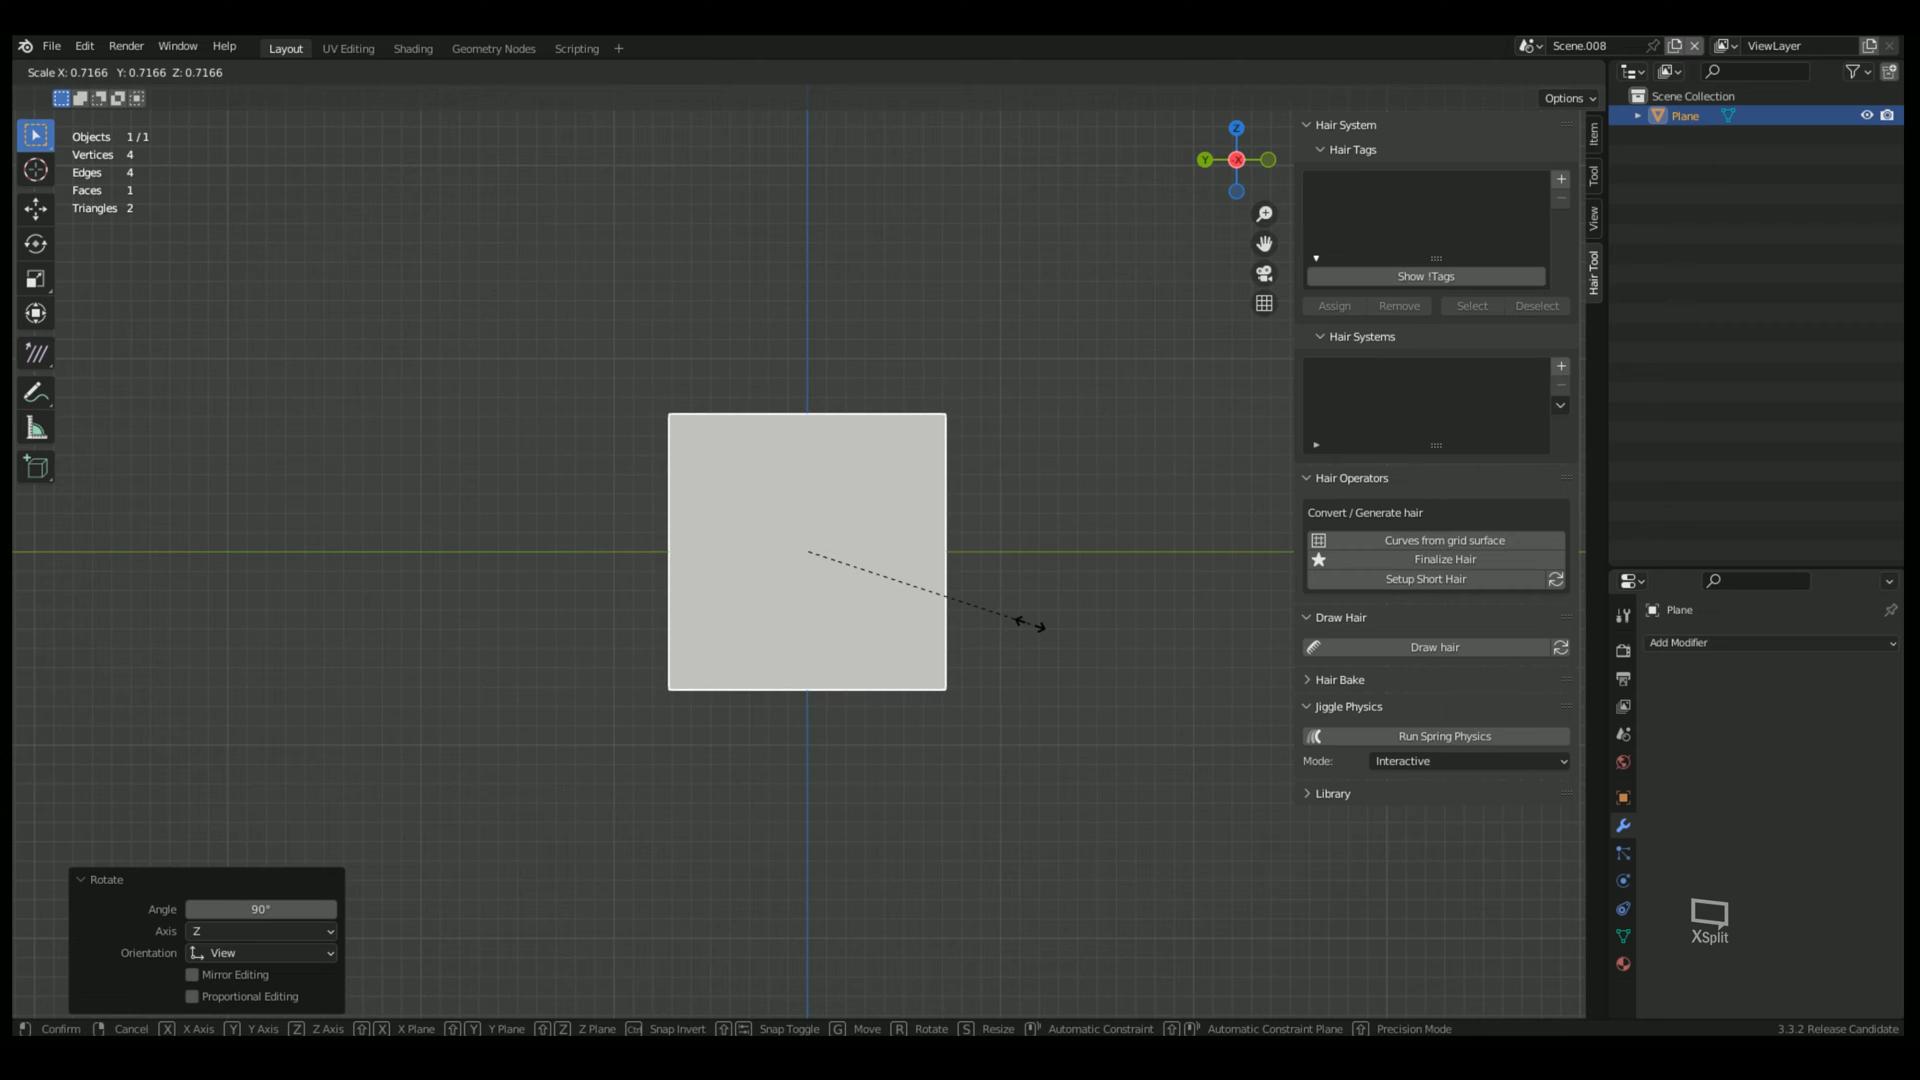 File Edit Render Window Help Layout UV Editing Shading Geometry Nodes Scripting + Scene.008 ViewLayer
Scale X: 0.7166 Y: 0.7166 Z: 0.7166
Options
Scene Collection
Plane
Objects 1 / 1
Vertices 4
Edges 4
Faces 1
Triangles 2
Z
Y
-X
Item
Tool
View
Hair Tool
Hair System
Hair Tags
Show !Tags
Assign Remove Select Deselect
Hair Systems
Hair Operators
Convert / Generate hair
Curves from grid surface
Finalize Hair
Setup Short Hair
Draw Hair
Draw hair
Hair Bake
Jiggle Physics
Run Spring Physics
Mode: Interactive
Library
Plane
Add Modifier
XSplit
Rotate
Angle 90°
Axis Z
Orientation View
Mirror Editing
Proportional Editing
Confirm Cancel X X Axis Y Y Axis Z Z Axis X X Plane Y Y Plane Z Z Plane Ctrl Snap Invert Snap Toggle G Move R Rotate S Resize Automatic Constraint Automatic Constraint Plane Precision Mode 3.3.2 Release Candidate